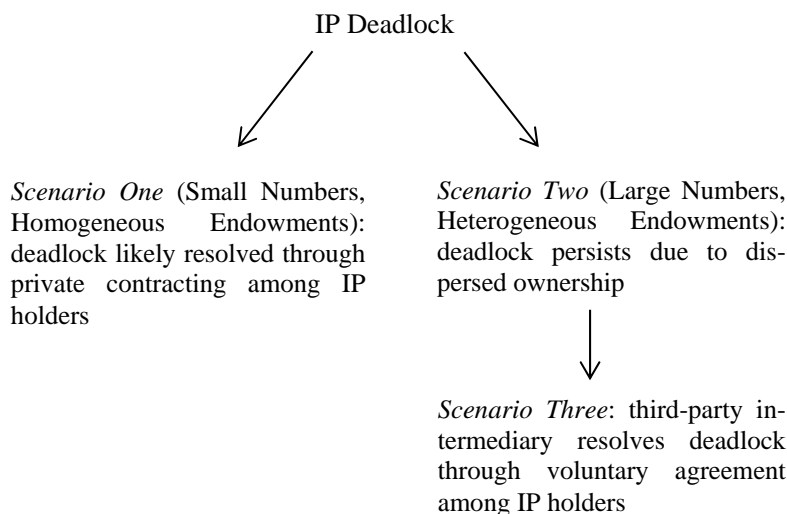 IP Deadlock
Scenario One (Small Numbers,
Homogeneous Endowments):
deadlock likely resolved through
private contracting among IP
holders
Scenario Two (Large Numbers,
Heterogeneous Endowments):
deadlock persists due to dis-
persed ownership
Scenario Three: third-party in-
termediary resolves deadlock
through voluntary agreement
among IP holders